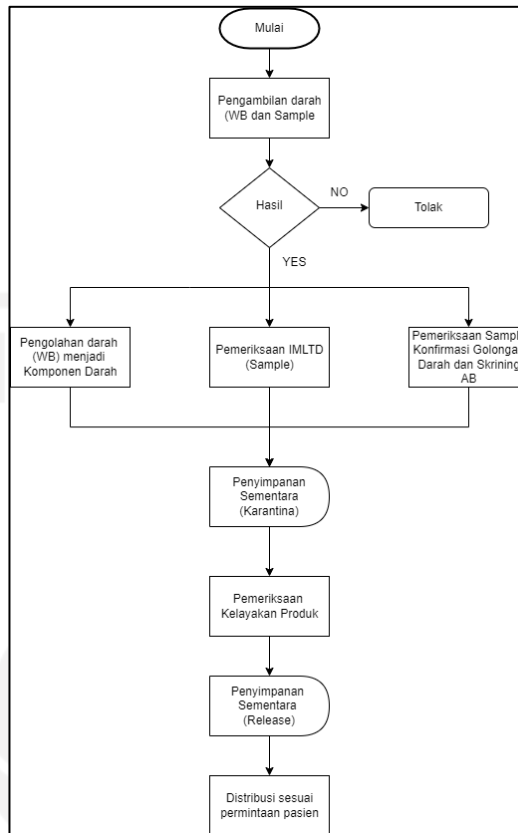 Mulai
Pengambilan darah
(WB dan Sample
Hasil
NO
Tolak
YES
Pengolahan darah
(WB) menjadi
Komponen Darah
Pemeriksaan IMLTD
(Sample)
Pemeriksaan Sampl
Konfirmasi Golonga
Darah dan Skrining
AB
Penyimpanan
Sementara
(Karantina)
Pemeriksaan
Kelayakan Produk
Penyimpanan
Sementara
(Release)
Distribusi sesuai
permintaan pasien